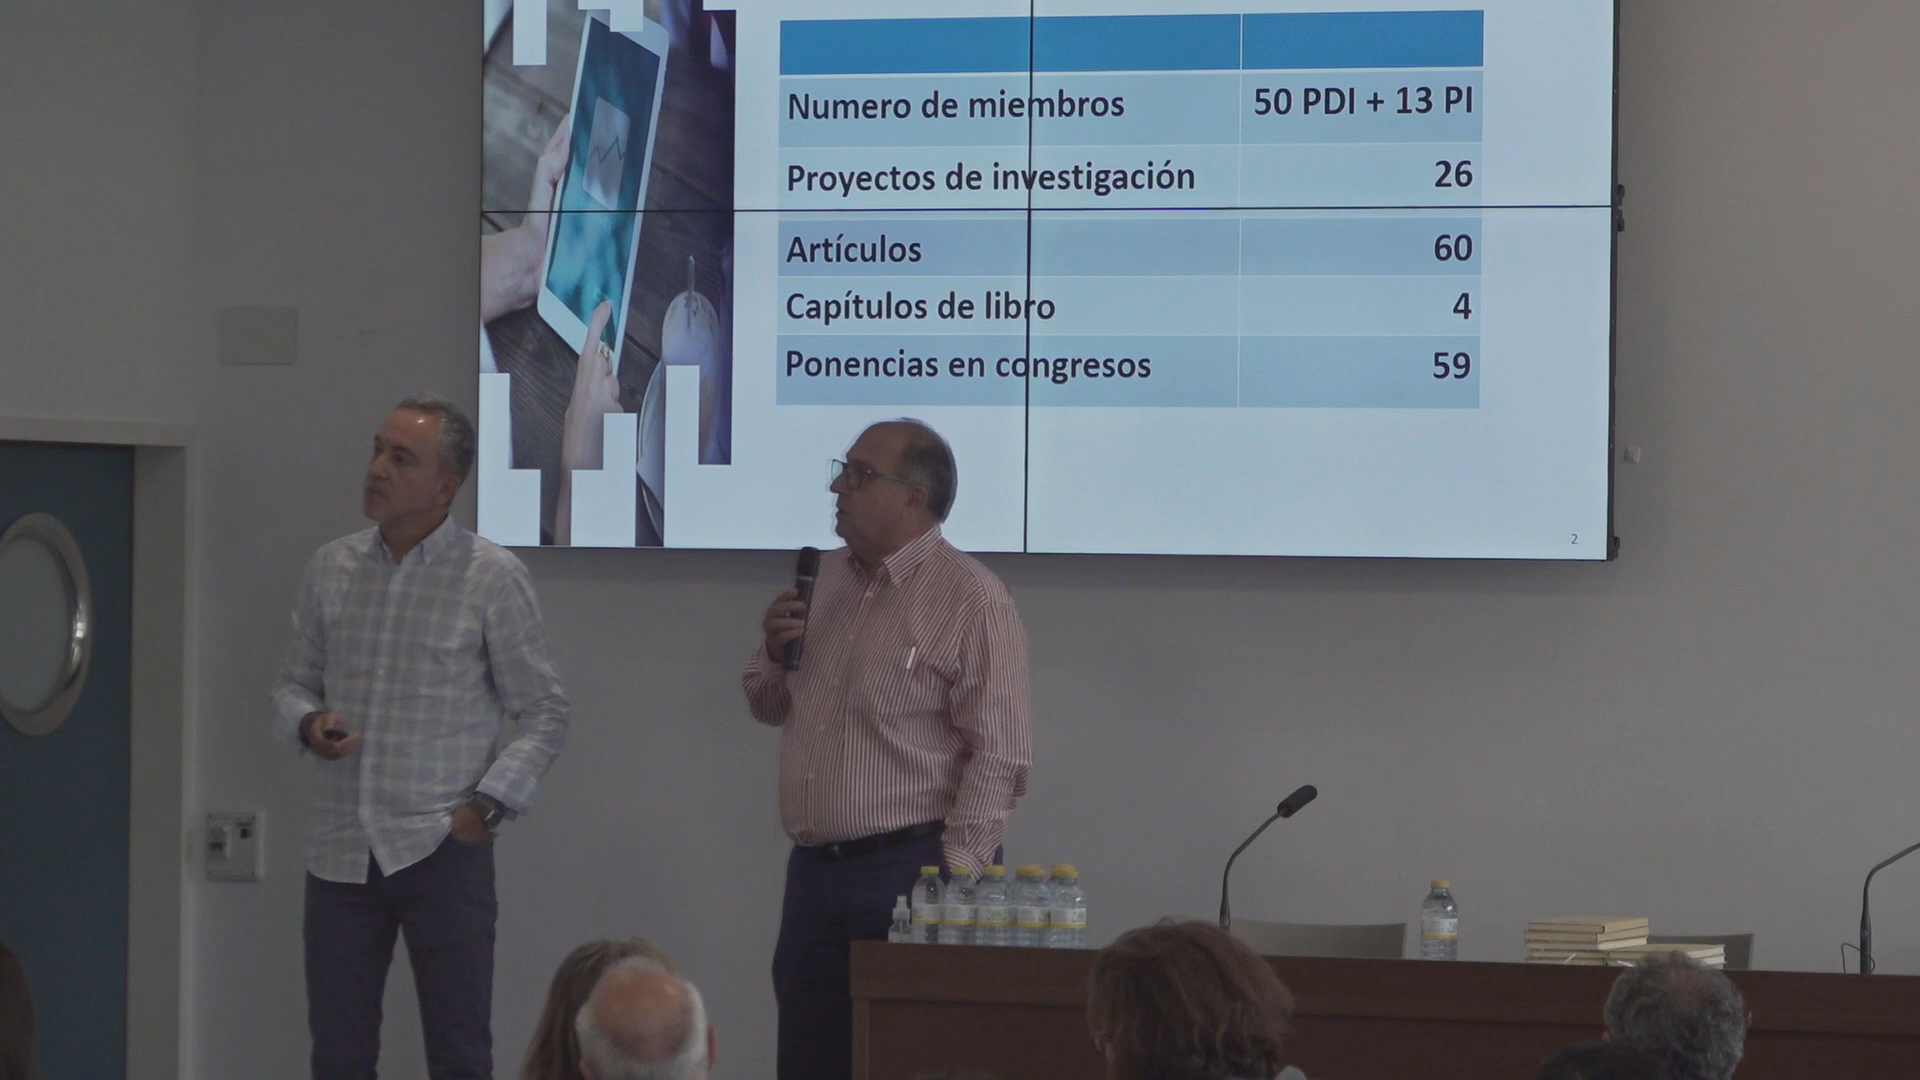 Numero de miembros 50 PDI + 13 PI
Proyectos de investigación 26
Artículos 60
Capítulos de libro 4
Ponencias en congresos 59
2